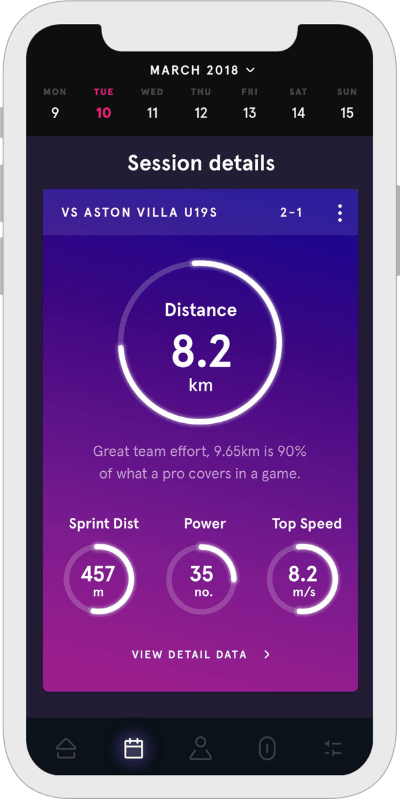 MARCH 2018
MON TUE WED THU FRI SAT SUN
9 10 11 12 13 14 15
Session details
VS ASTON VILLA U19S 2-1
Distance
8.2
km
Great team effort, 9.65km is 90%
of what a pro covers in a game.
Sprint Dist Power Top Speed
457 35 8.2
m no. m/s
VIEW DETAIL DATA